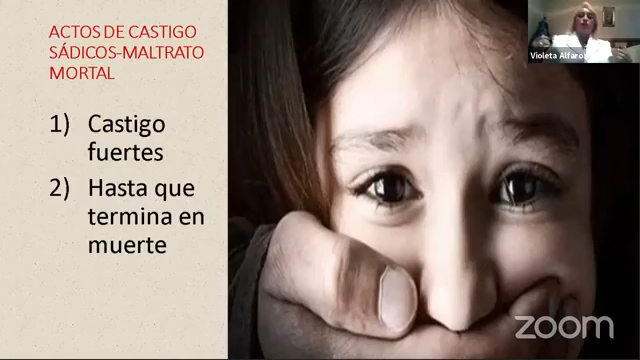 ACTOS DE CASTIGO
SÁDICOS-MALTRATO
MORTAL
1) Castigo
fuertes
2) Hasta que
termina en
muerte
Violeta Alfaro
zoom